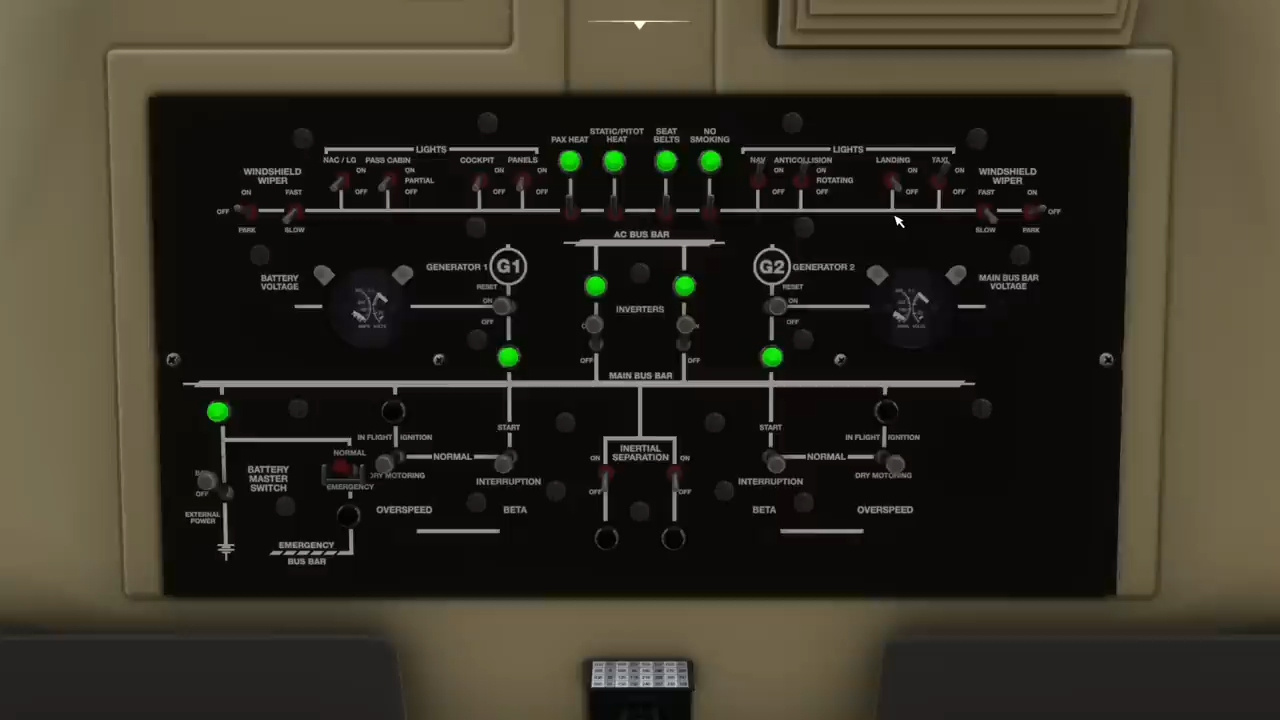 PAX HEAT
STATIC/PITOT
HEAT
SEAT
BELTS
NO
SMOKING
LIGHTS
LIGHTS
NAC / LG
PASS CABIN
COCKPIT
PANELS
NAV
ANTICOLLISION
LANDING
TAXI
ON
ON
ON
ON
ON
ON
ON
WINDSHIELD
WIPER
PARTIAL
ROTATING
WINDSHIELD
WIPER
OFF
OFF
OFF
OFF
OFF
OFF
OFF
OFF
ON
FAST
FAST
ON
OFF
OFF
PARK
SLOW
SLOW
PARK
AC BUS BAR
BATTERY
VOLTAGE
GENERATOR 1
G1
G2
GENERATOR 2
MAIN BUS BAR
VOLTAGE
RESET
RESET
ON
ON
INVERTERS
OFF
OFF
OFF
OFF
MAIN BUS BAR
START
START
IN FLIGHT
IGNITION
IN FLIGHT
IGNITION
NORMAL
NORMAL
NORMAL
INERTIAL
SEPARATION
ON
ON
BATTERY
MASTER
SWITCH
DRY MOTORING
DRY MOTORING
EMERGENCY
INTERRUPTION
INTERRUPTION
OFF
OFF
OFF
EXTERNAL
POWER
OVERSPEED
BETA
BETA
OVERSPEED
EMERGENCY
BUS BAR